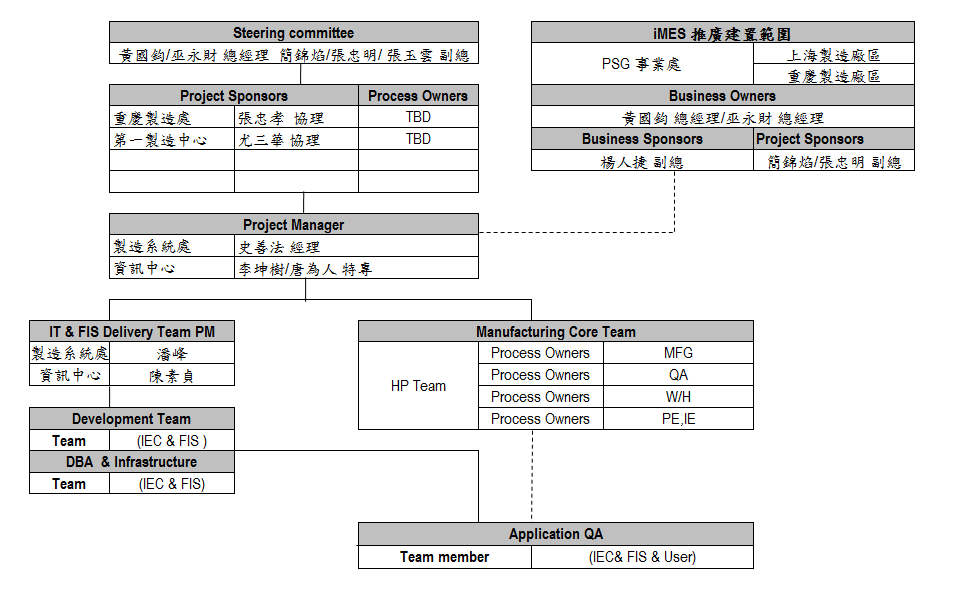 Steering committee
黃國鈞/巫永財 總經理 簡錦焰/張忠明/ 張玉雲 副總
Project Sponsors Process Owners
重慶製造處 張忠孝 協理 TBD
第一製造中心 尤三華 協理 TBD
iMES 推廣建置範圍
PSG 事業處
上海製造廠區
重慶製造廠區
Business Owners
黃國鈞 總經理/巫永財 總經理
Business Sponsors Project Sponsors
楊人捷 副總 簡錦焰/張忠明 副總
Project Manager
製造系統處 史善法 經理
資訊中心 李坤樹/唐為人 特專
IT & FIS Delivery Team PM
製造系統處 潘峰
資訊中心 陳素貞
Manufacturing Core Team
HP Team
Process Owners MFG
Process Owners QA
Process Owners W/H
Process Owners PE,IE
Development Team
Team (IEC & FIS )
DBA & Infrastructure
Team (IEC & FIS)
Application QA
Team member (IEC& FIS & User)